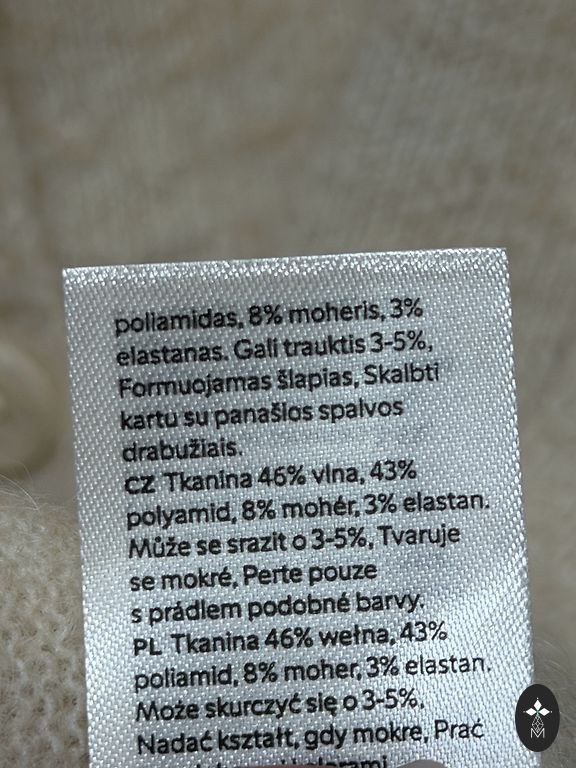 poliamidas, 8% moheris, 3%
elastanas. Gali trauktis 3-5%,
Formuojamas šlapias, Skalbti
kartu su panašios spalvos
drabužiais.
CZ Tkanina 46% vlna, 43%
polyamid, 8% mohér, 3% elastan.
Může se srazit o 3-5%, Tvaruje
se mokré, Perte pouze
s prádlem podobné barvy.
PL Tkanina 46% wełna, 43%
poliamid, 8% moher, 3% elastan.
Może skurczyć się o 3-5%,
Nadać kształt, gdy mokre, Prać
M